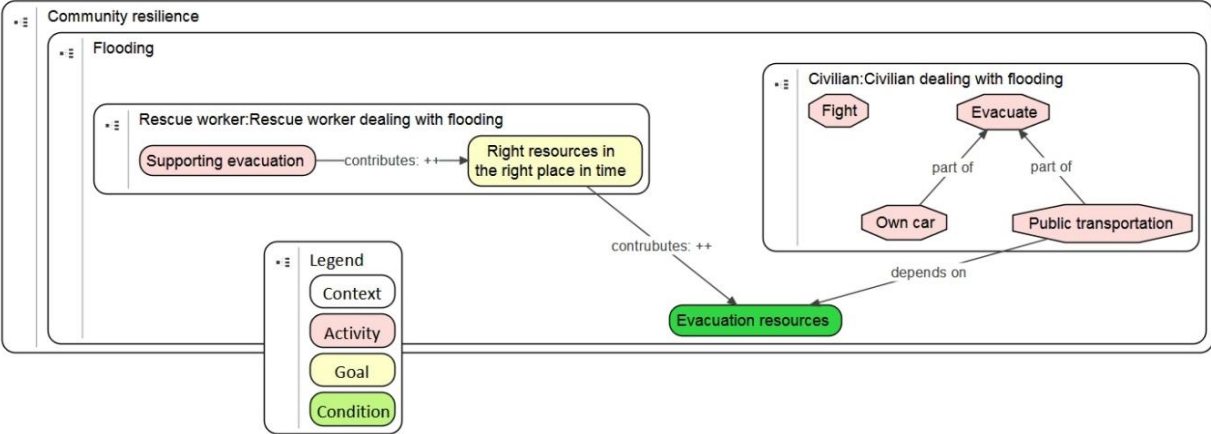 Community resilience
Flooding
Civilian:Civilian dealing with flooding
Fight
Evacuate
Rescue worker:Rescue worker dealing with flooding
Supporting evacuation
contributes: ++
Right resources in
the right place in time
part of
part of
Own car
Public transportation
contrubutes: ++
depends on
Evacuation resources
Legend
Context
Activity
Goal
Condition